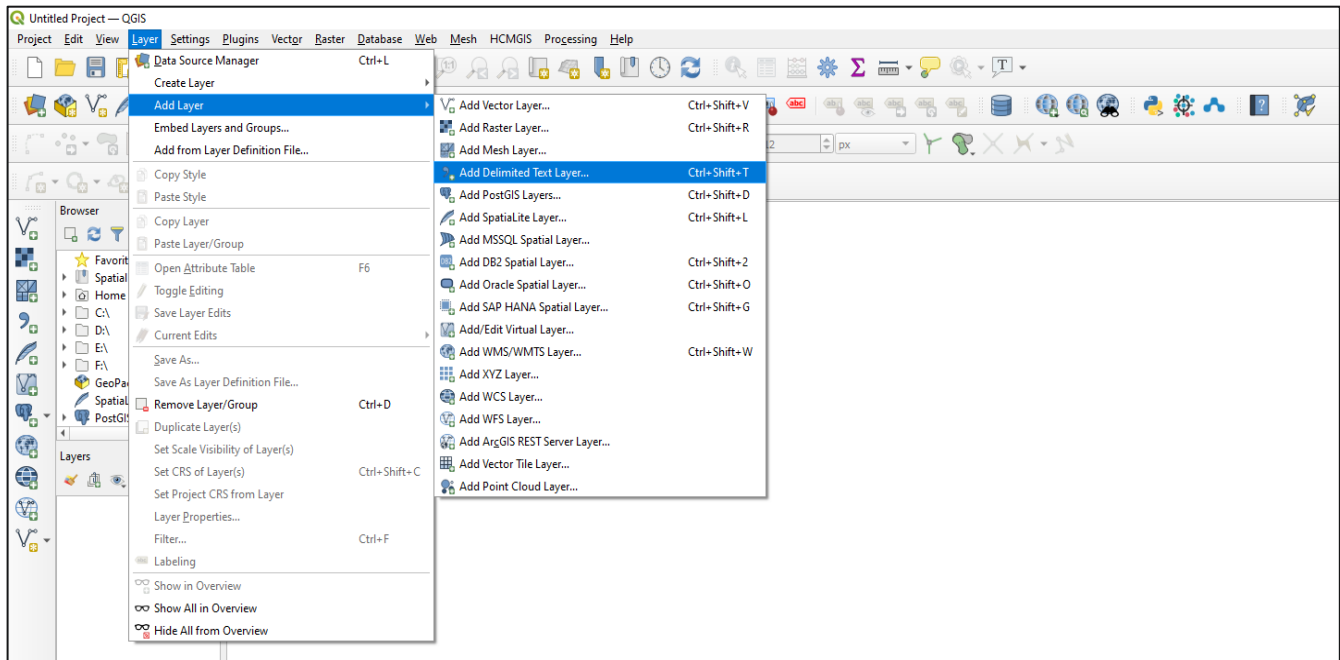 Untitled Project — QGIS
Project Edit View Layer Settings Plugins Vector Raster Database Web Mesh HCMGIS Processing Help
Data Source Manager Ctrl+L
Create Layer
Add Layer
Embed Layers and Groups...
Add from Layer Definition File...
Copy Style
Paste Style
Copy Layer
Paste Layer/Group
Open Attribute Table F6
Toggle Editing
Save Layer Edits
Current Edits
Save As...
Save As Layer Definition File...
Remove Layer/Group Ctrl+D
Duplicate Layer(s)
Set Scale Visibility of Layer(s)
Set CRS of Layer(s) Ctrl+Shift+C
Set Project CRS from Layer
Layer Properties...
Filter... Ctrl+F
Labeling
Show in Overview
Show All in Overview
Hide All from Overview
Add Vector Layer... Ctrl+Shift+V
Add Raster Layer... Ctrl+Shift+R
Add Mesh Layer...
Add Delimited Text Layer... Ctrl+Shift+T
Add PostGIS Layers... Ctrl+Shift+D
Add SpatiaLite Layer... Ctrl+Shift+L
Add MSSQL Spatial Layer...
Add DB2 Spatial Layer... Ctrl+Shift+2
Add Oracle Spatial Layer... Ctrl+Shift+O
Add SAP HANA Spatial Layer... Ctrl+Shift+G
Add/Edit Virtual Layer...
Add WMS/WMTS Layer... Ctrl+Shift+W
Add XYZ Layer...
Add WCS Layer...
Add WFS Layer...
Add ArcGIS REST Server Layer...
Add Vector Tile Layer...
Add Point Cloud Layer...
px
Browser
Favorit
Spatial
Home
C:\
D:\
E:\
F:\
GeoPa
SpatiaL
PostGIS
Layers